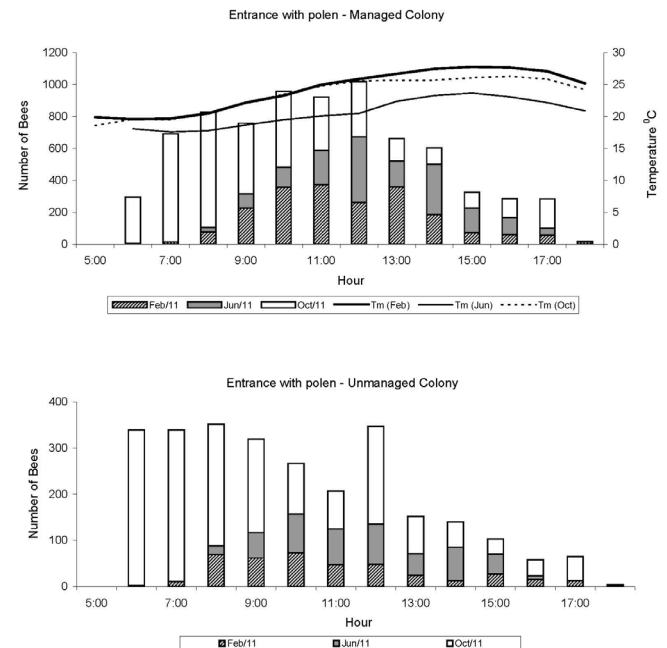 Entrance with polen - Managed Colony
1200
1000
800
600
400
200
0
Number of Bees
30
25
20
15
10
5
0
Temperature ⁰C
5:00 7:00 9:00 11:00 13:00 15:00 17:00
Hour
Feb/11 Jun/11 Oct/11 Tm (Feb) Tm (Jun) Tm (Oct)
Entrance with polen - Unmanaged Colony
400
300
200
100
0
Number of Bees
5:00 7:00 9:00 11:00 13:00 15:00 17:00
Hour
Feb/11 Jun/11 Oct/11